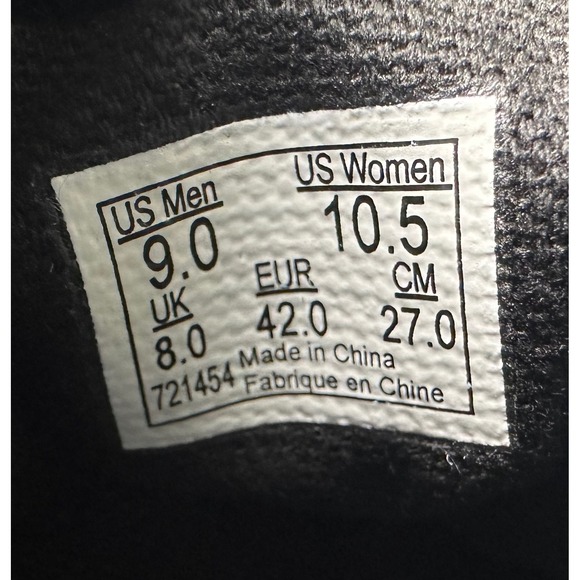 US Men US Women
9.0 10.5
UK EUR CM
8.0 42.0 27.0
721454 Made in China
Fabrique en Chine